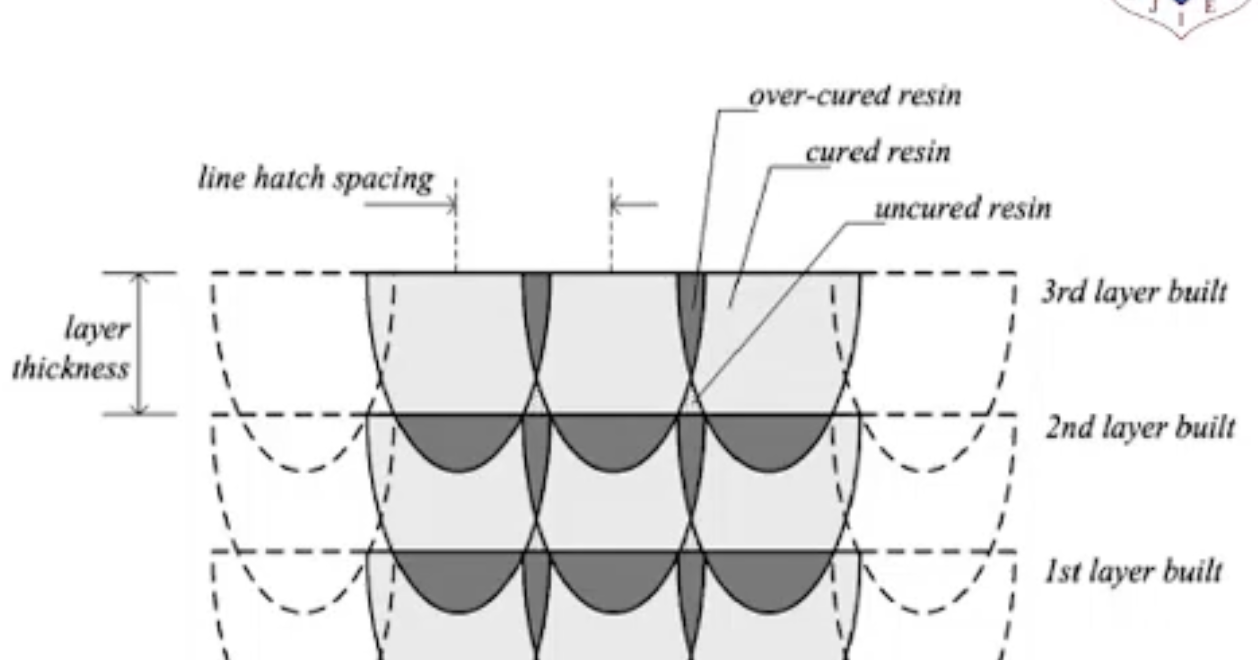 J I E
over-cured resin
cured resin
line hatch spacing
uncured resin
3rd layer built
layer
thickness
2nd layer built
1st layer built